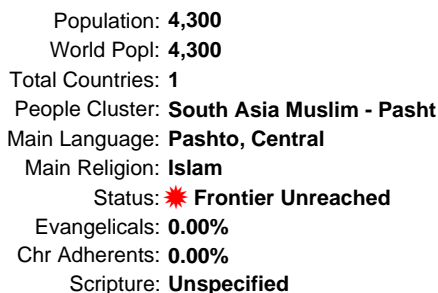 Population: 4,300
World Popl: 4,300
Total Countries: 1
People Cluster: South Asia Muslim - Pasht
Main Language: Pashto, Central
Main Religion: Islam
Status: Frontier Unreached
Evangelicals: 0.00%
Chr Adherents: 0.00%
Scripture: Unspecified